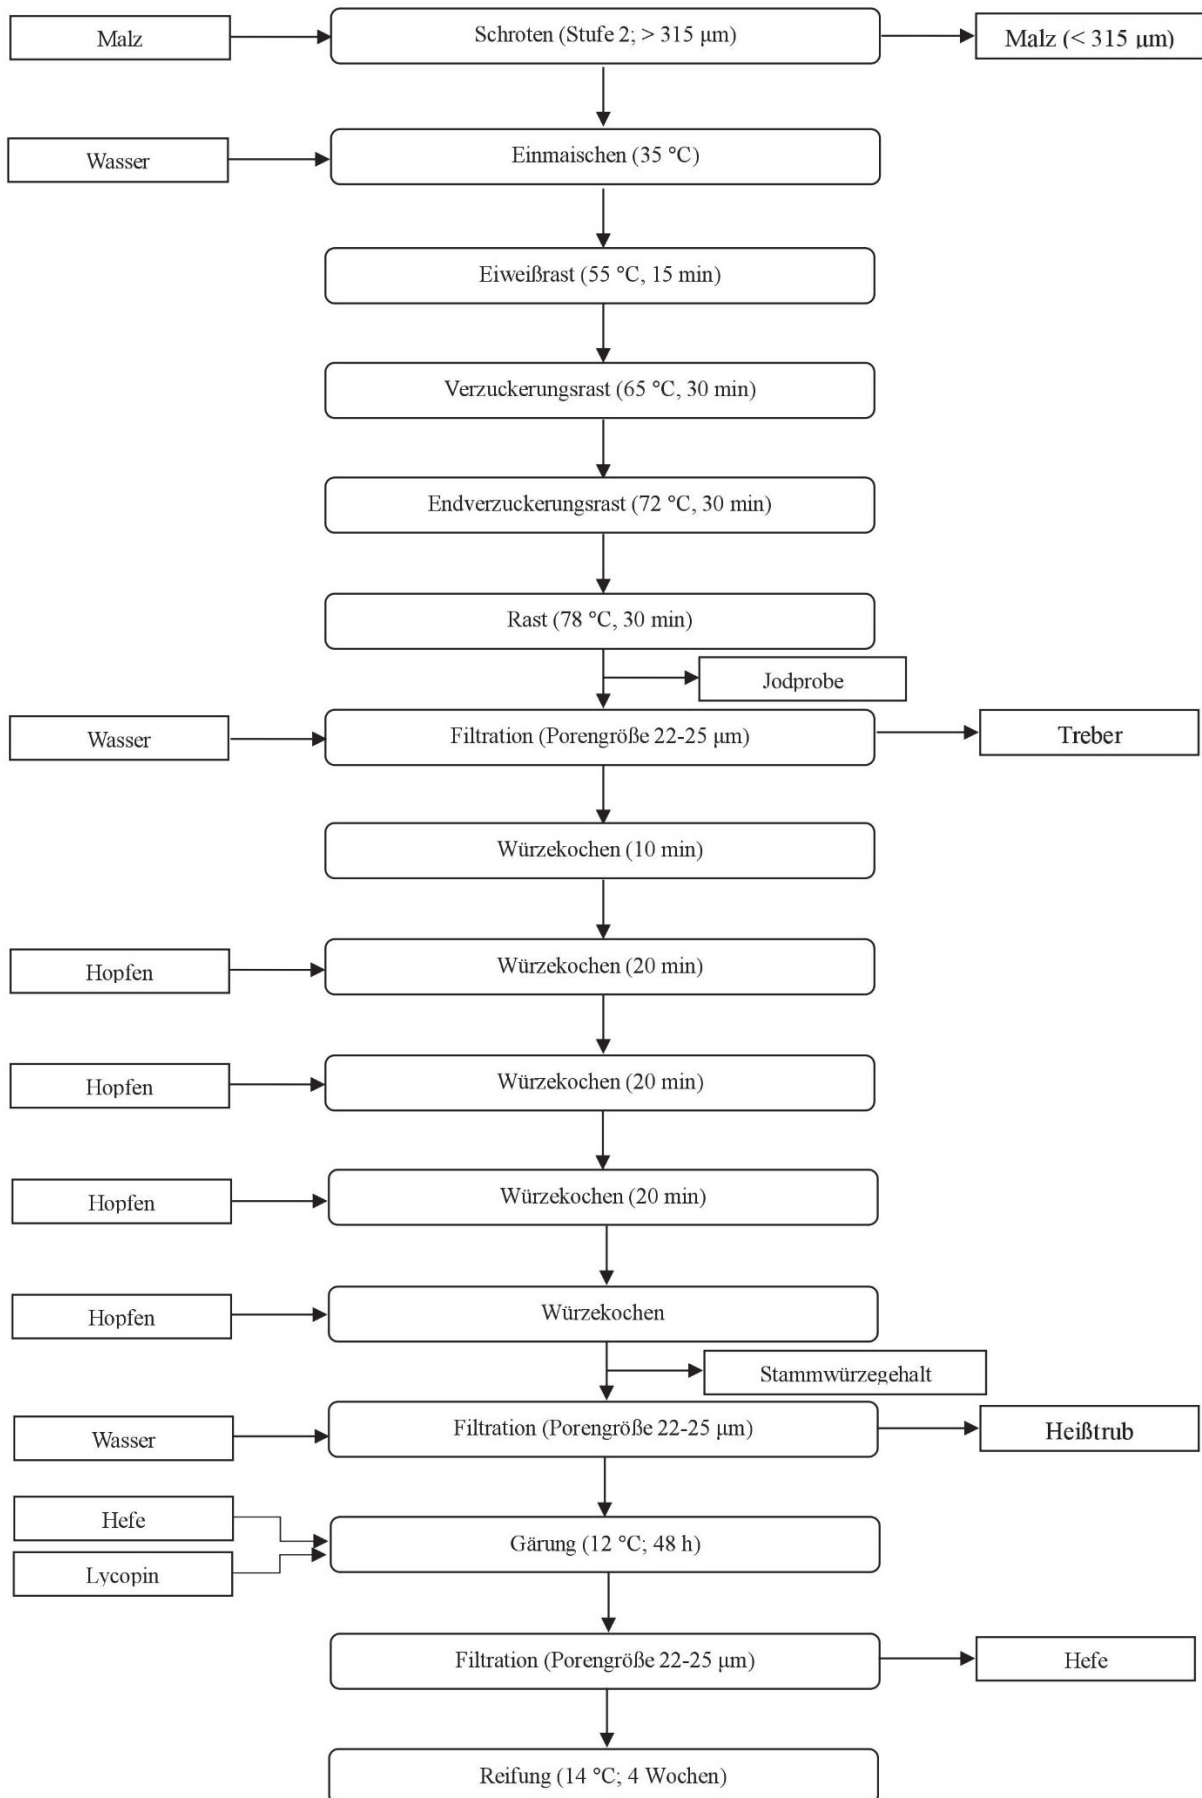 Malz
Schroten (Stufe 2; > 315 µm)
Malz (< 315 µm)
Wasser
Einmaischen (35 °C)
Eiweißrast (55 °C, 15 min)
Verzuckerungsrast (65 °C, 30 min)
Endverzuckerungsrast (72 °C, 30 min)
Rast (78 °C, 30 min)
Jodprobe
Wasser
Filtration (Porengröße 22-25 µm)
Treber
Würzekochen (10 min)
Hopfen
Würzekochen (20 min)
Hopfen
Würzekochen (20 min)
Hopfen
Würzekochen (20 min)
Hopfen
Würzekochen
Stammwürzegehalt
Wasser
Filtration (Porengröße 22-25 µm)
Heißtrub
Hefe
Gärung (12 °C; 48 h)
Lycopin
Filtration (Porengröße 22-25 µm)
Hefe
Reifung (14 °C; 4 Wochen)